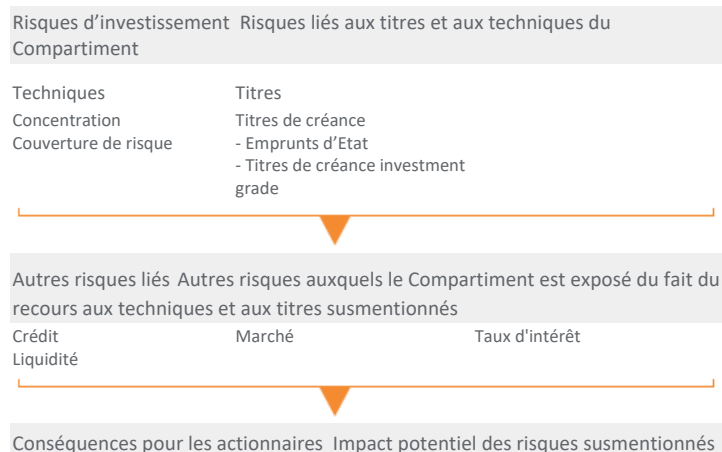 Risques d’investissement Risques liés aux titres et aux techniques du
Compartiment
Techniques Titres
Concentration Titres de créance
Couverture de risque - Emprunts d’Etat
- Titres de créance investment
grade
Autres risques liés Autres risques auxquels le Compartiment est exposé du fait du
recours aux techniques et aux titres susmentionnés
Crédit Marché Taux d'intérêt
Liquidité
Conséquences pour les actionnaires Impact potentiel des risques susmentionnés